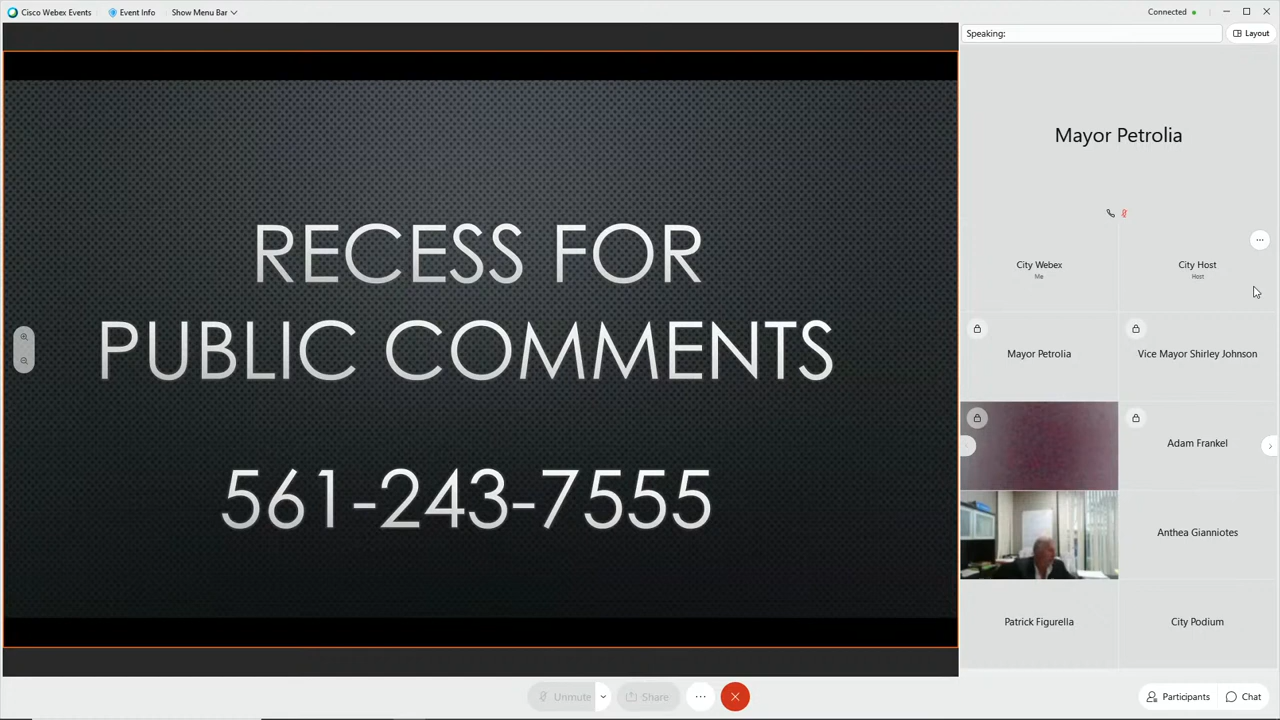 Cisco Webex Events
Event Info
Show Menu Bar
Connected
Speaking:
Layout
RECESS FOR
PUBLIC COMMENTS
561-243-7555
Mayor Petrolia
City Webex
Me
City Host
Host
Mayor Petrolia
Vice Mayor Shirley Johnson
Adam Frankel
Anthea Gianniotes
Patrick Figurella
City Podium
Unmute
Share
Participants
Chat